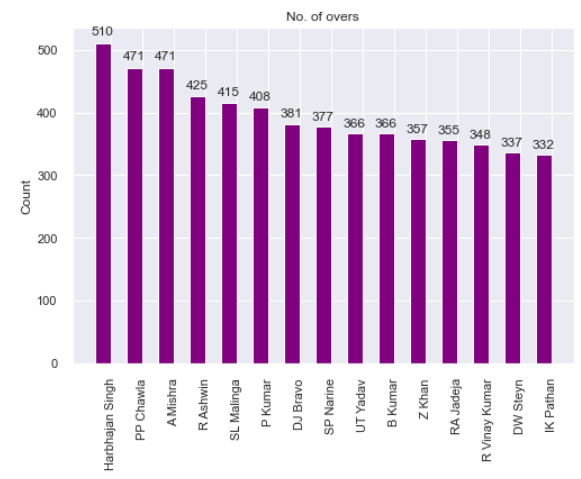 No. of overs
510
471
471
425
415
408
381
377
366
366
357
355
348
337
332
500
400
300
200
100
0
Count
Harbhajan Singh
PP Chawla
A Mishra
R Ashwin
SL Malinga
P Kumar
DJ Bravo
SP Narine
UT Yadav
B Kumar
Z Khan
RA Jadeja
R Vinay Kumar
DW Steyn
IK Pathan